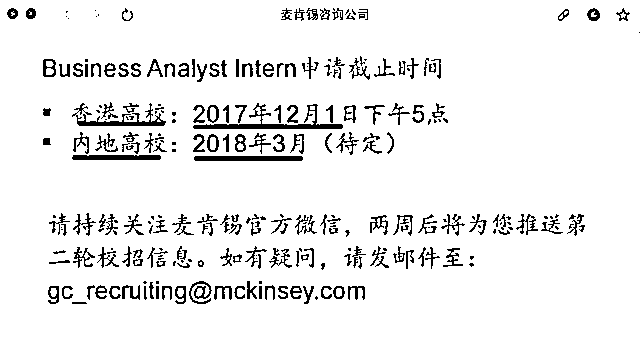 麦肯锡咨询公司
Business Analyst Intern申请截止时间
▪ 香港高校：2017年12月1日下午5点
▪ 内地高校：2018年3月（待定）
请持续关注麦肯锡官方微信，两周后将为您推送第
二轮校招信息。如有疑问，请发邮件至：
gc_recruiting@mckinsey.com